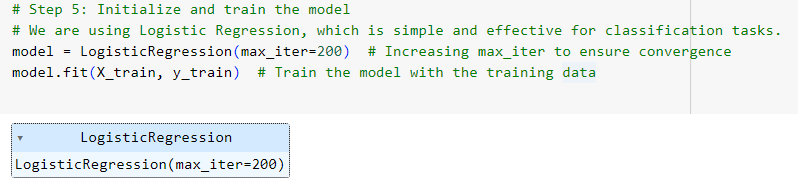 # Step 5: Initialize and train the model
# We are using Logistic Regression, which is simple and effective for classification tasks.
model = LogisticRegression(max_iter=200)  # Increasing max_iter to ensure convergence
model.fit(X_train, y_train)  # Train the model with the training data
▾ LogisticRegression
LogisticRegression(max_iter=200)